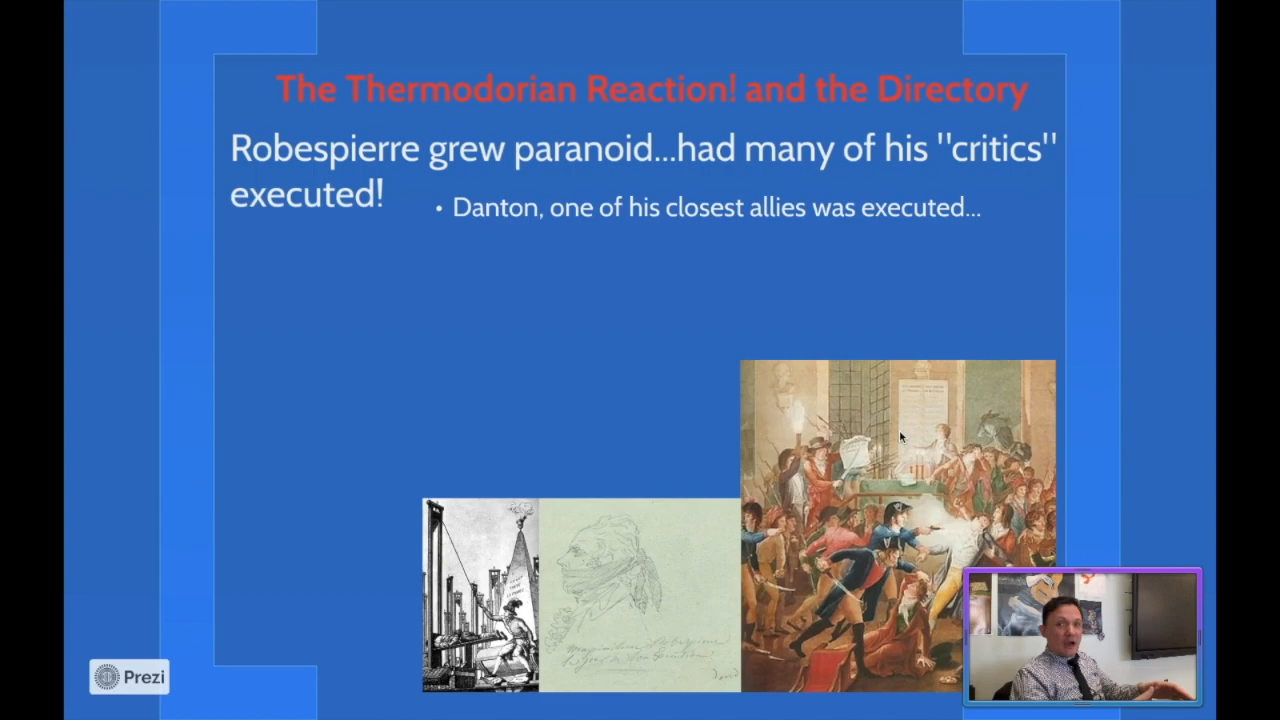 The Thermodorian Reaction! and the Directory
Robespierre grew paranoid...had many of his "critics"
executed!
• Danton, one of his closest allies was executed...
Prezi